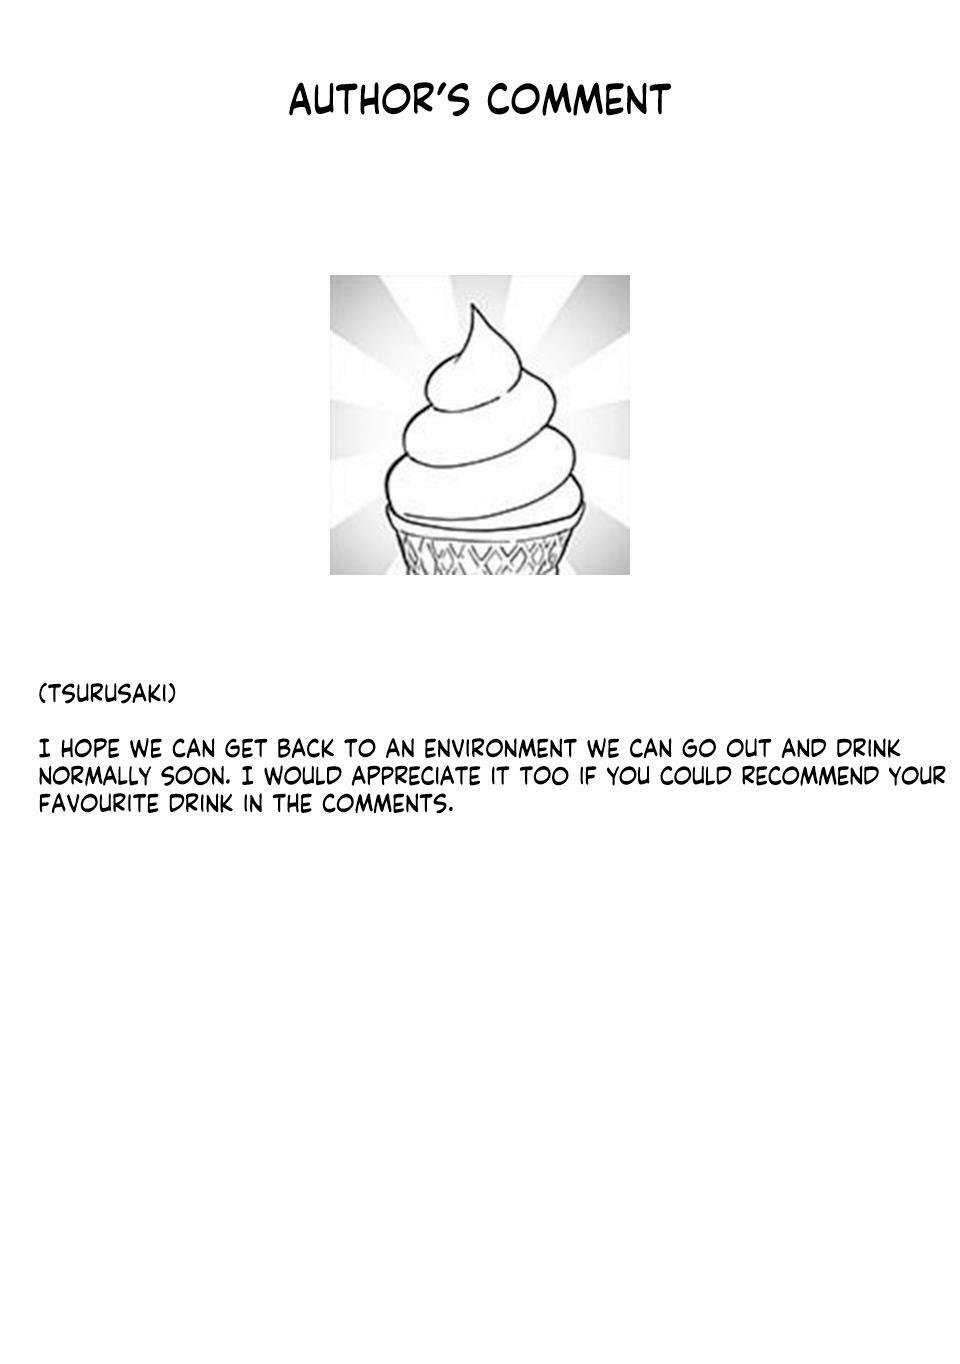 AUTHOR'S COMMENT
(TSURUSAKI)
I HOPE WE CAN GET BACK TO AN ENVIRONMENT WE CAN GO OUT AND DRINK
NORMALLY SOON. I WOULD APPRECIATE IT TOO IF YOU COULD RECOMMEND YOUR
FAVOURITE DRINK IN THE COMMENTS.